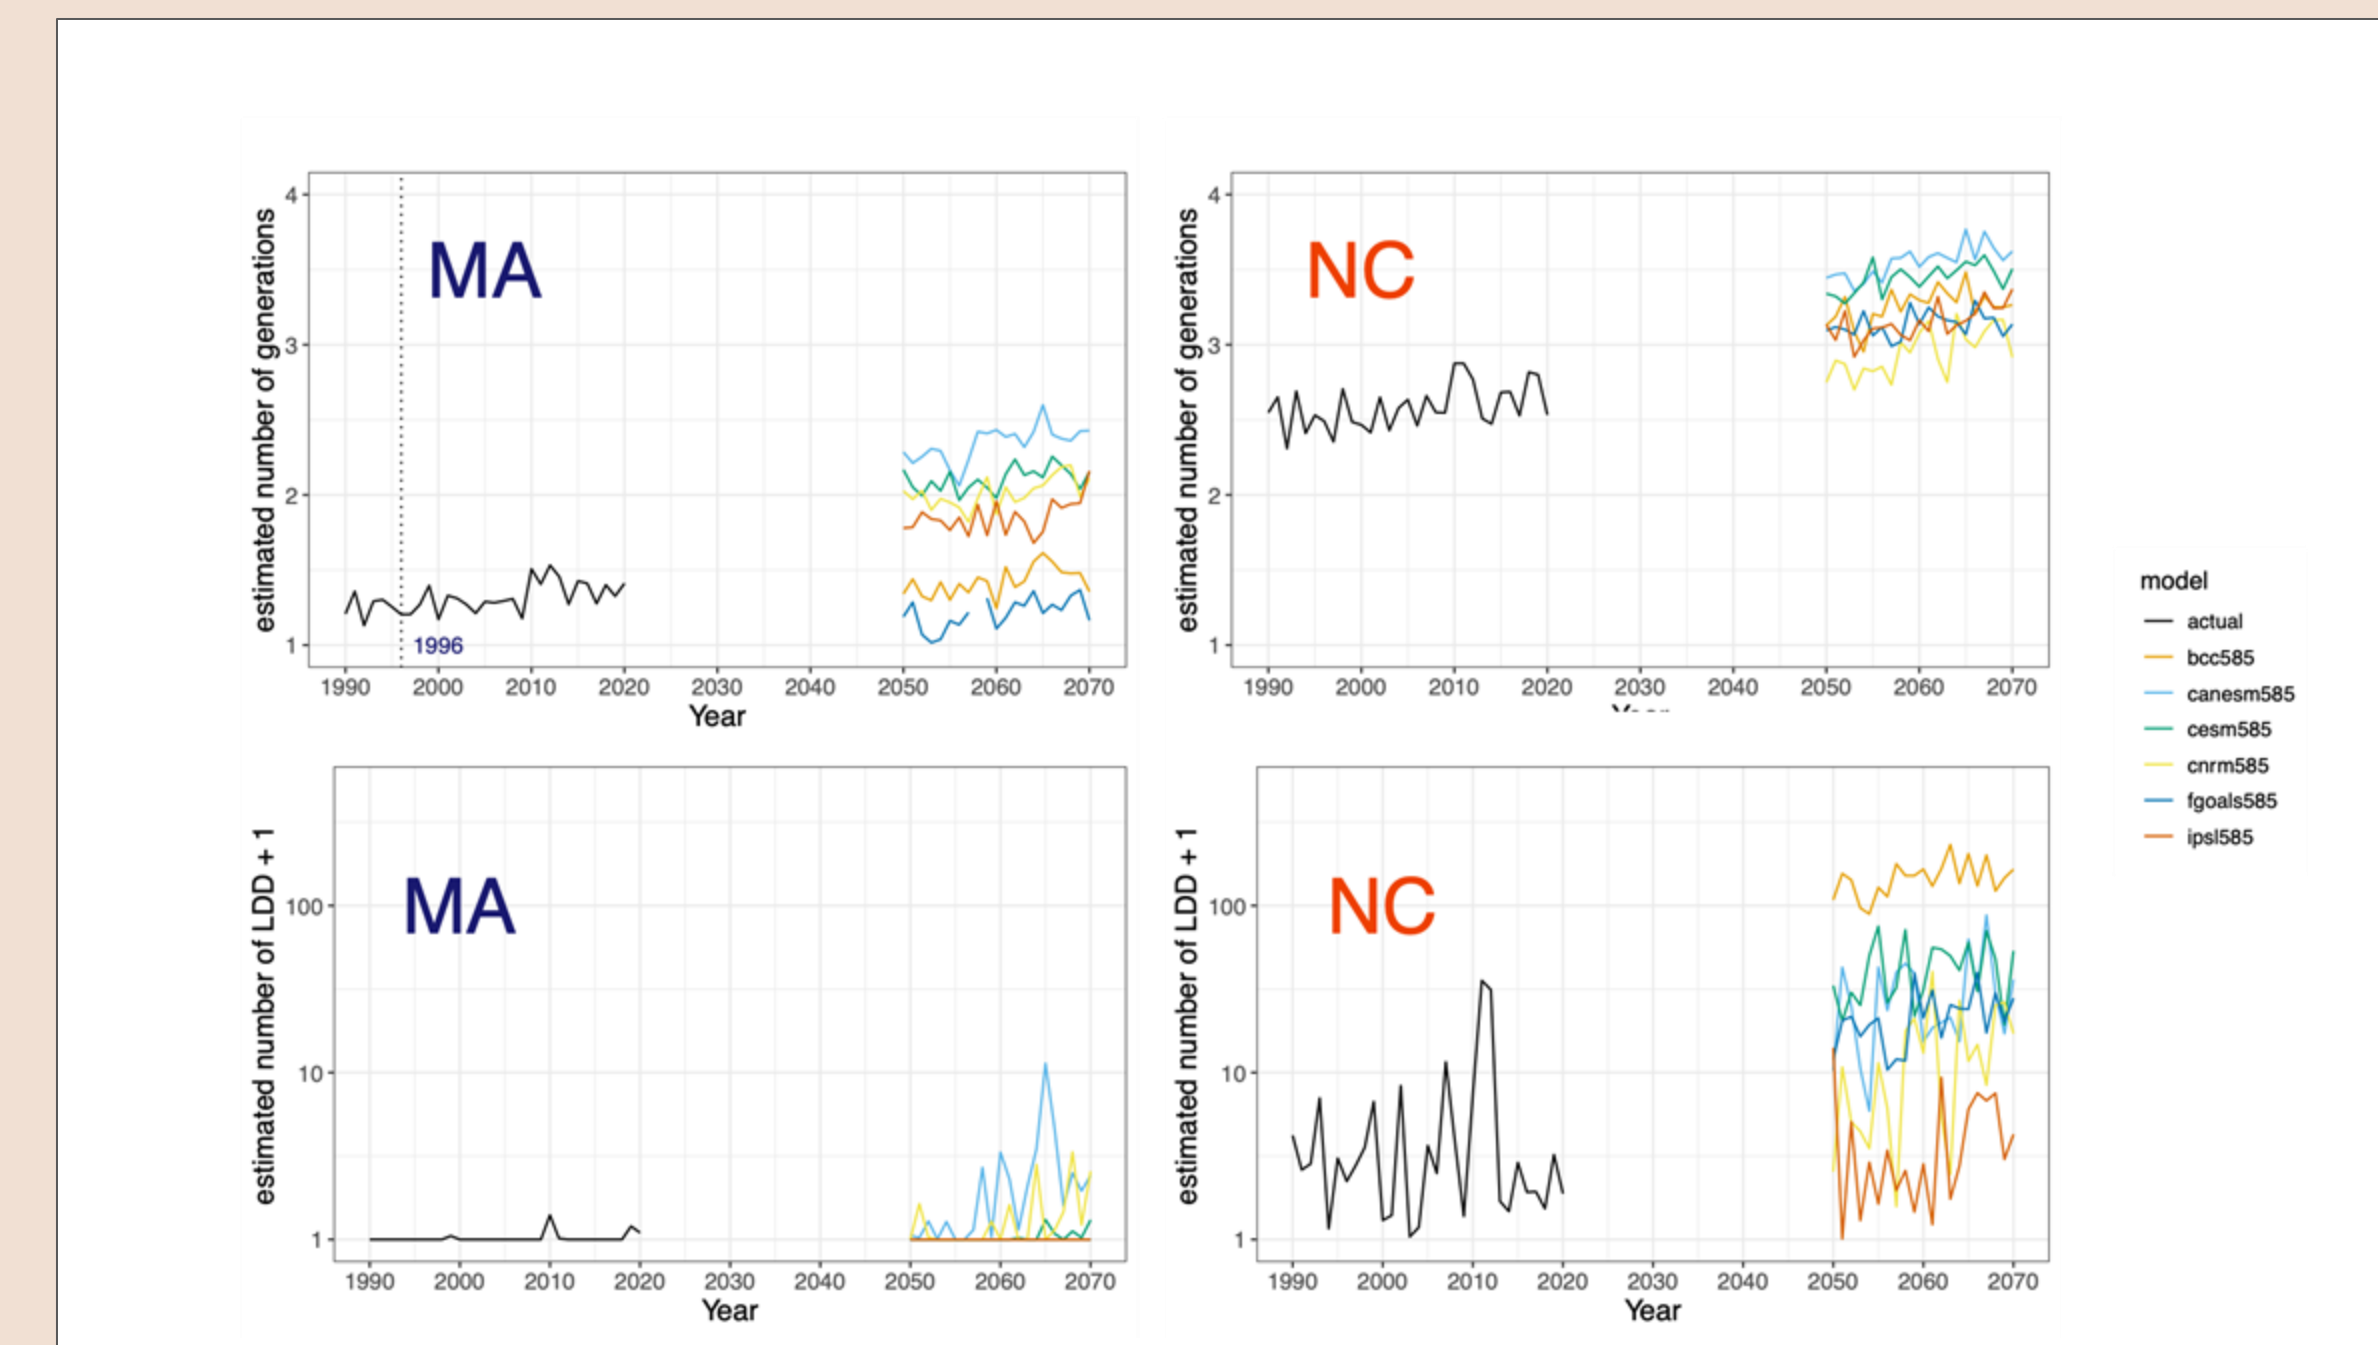 4
3
2
1
estimated number of generations
MA
1996
1990 2000 2010 2020 2030 2040 2050 2060 2070
Year
4
3
2
1
estimated number of generations
NC
1990 2000 2010 2020 2030 2040 2050 2060 2070
Year
100
10
1
estimated number of LDD + 1
MA
1990 2000 2010 2020 2030 2040 2050 2060 2070
Year
100
10
1
estimated number of LDD + 1
NC
1990 2000 2010 2020 2030 2040 2050 2060 2070
Year
model
actual
bcc585
canesm585
cesm585
cnrm585
fgoals585
ipsl585